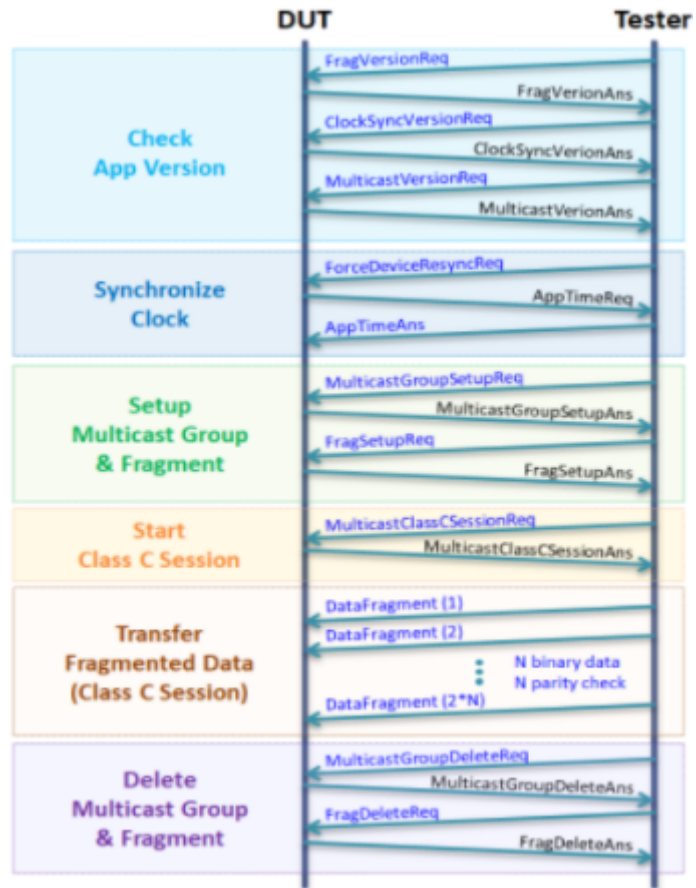 DUT
Tester
FragVersionReq
FragVerionAns
ClockSyncVersionReq
ClockSyncVerionAns
MulticastVersionReq
MulticastVerionAns
Check
App Version
ForceDeviceResyncReq
AppTimeReq
AppTimeAns
Synchronize
Clock
MulticastGroupSetupReq
MulticastGroupSetupAns
FragSetupReq
FragSetupAns
Setup
Multicast Group
& Fragment
MulticastClassCSessionReq
MulticastClassCSessionAns
Start
Class C Session
DataFragment (1)
DataFragment (2)
N binary data
N parity check
DataFragment (2*N)
Transfer
Fragmented Data
(Class C Session)
MulticastGroupDeleteReq
MulticastGroupDeleteAns
FragDeleteReq
FragDeleteAns
Delete
Multicast Group
& Fragment